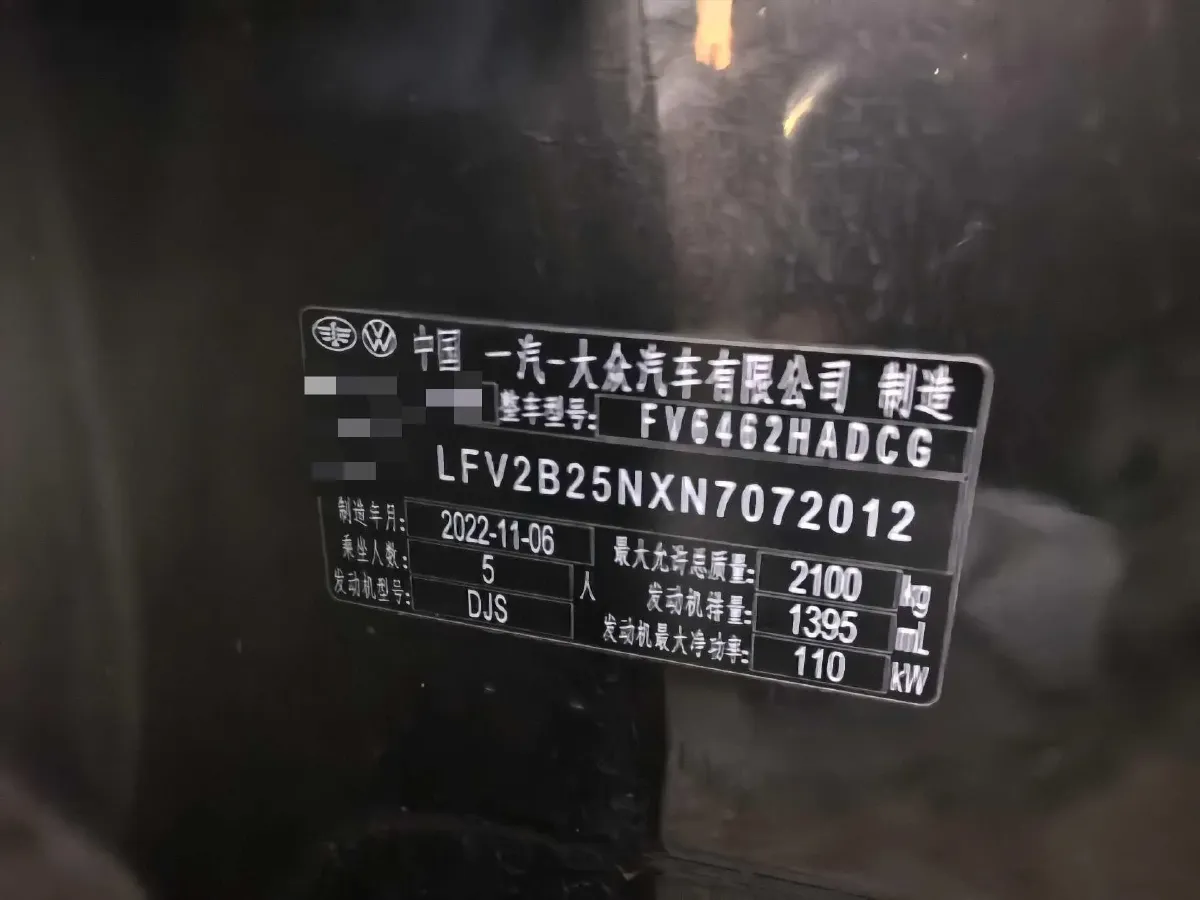 中国 一汽-大众汽车有限公司 制造
整车型号: FV6462HADCG
LFV2B25NXN7072012
制造年月: 2022-11-06
乘坐人数: 5 人
发动机型号: DJS
最大允许总质量: 2100 kg
发动机排量: 1395 mL
发动机最大净功率: 110 kW